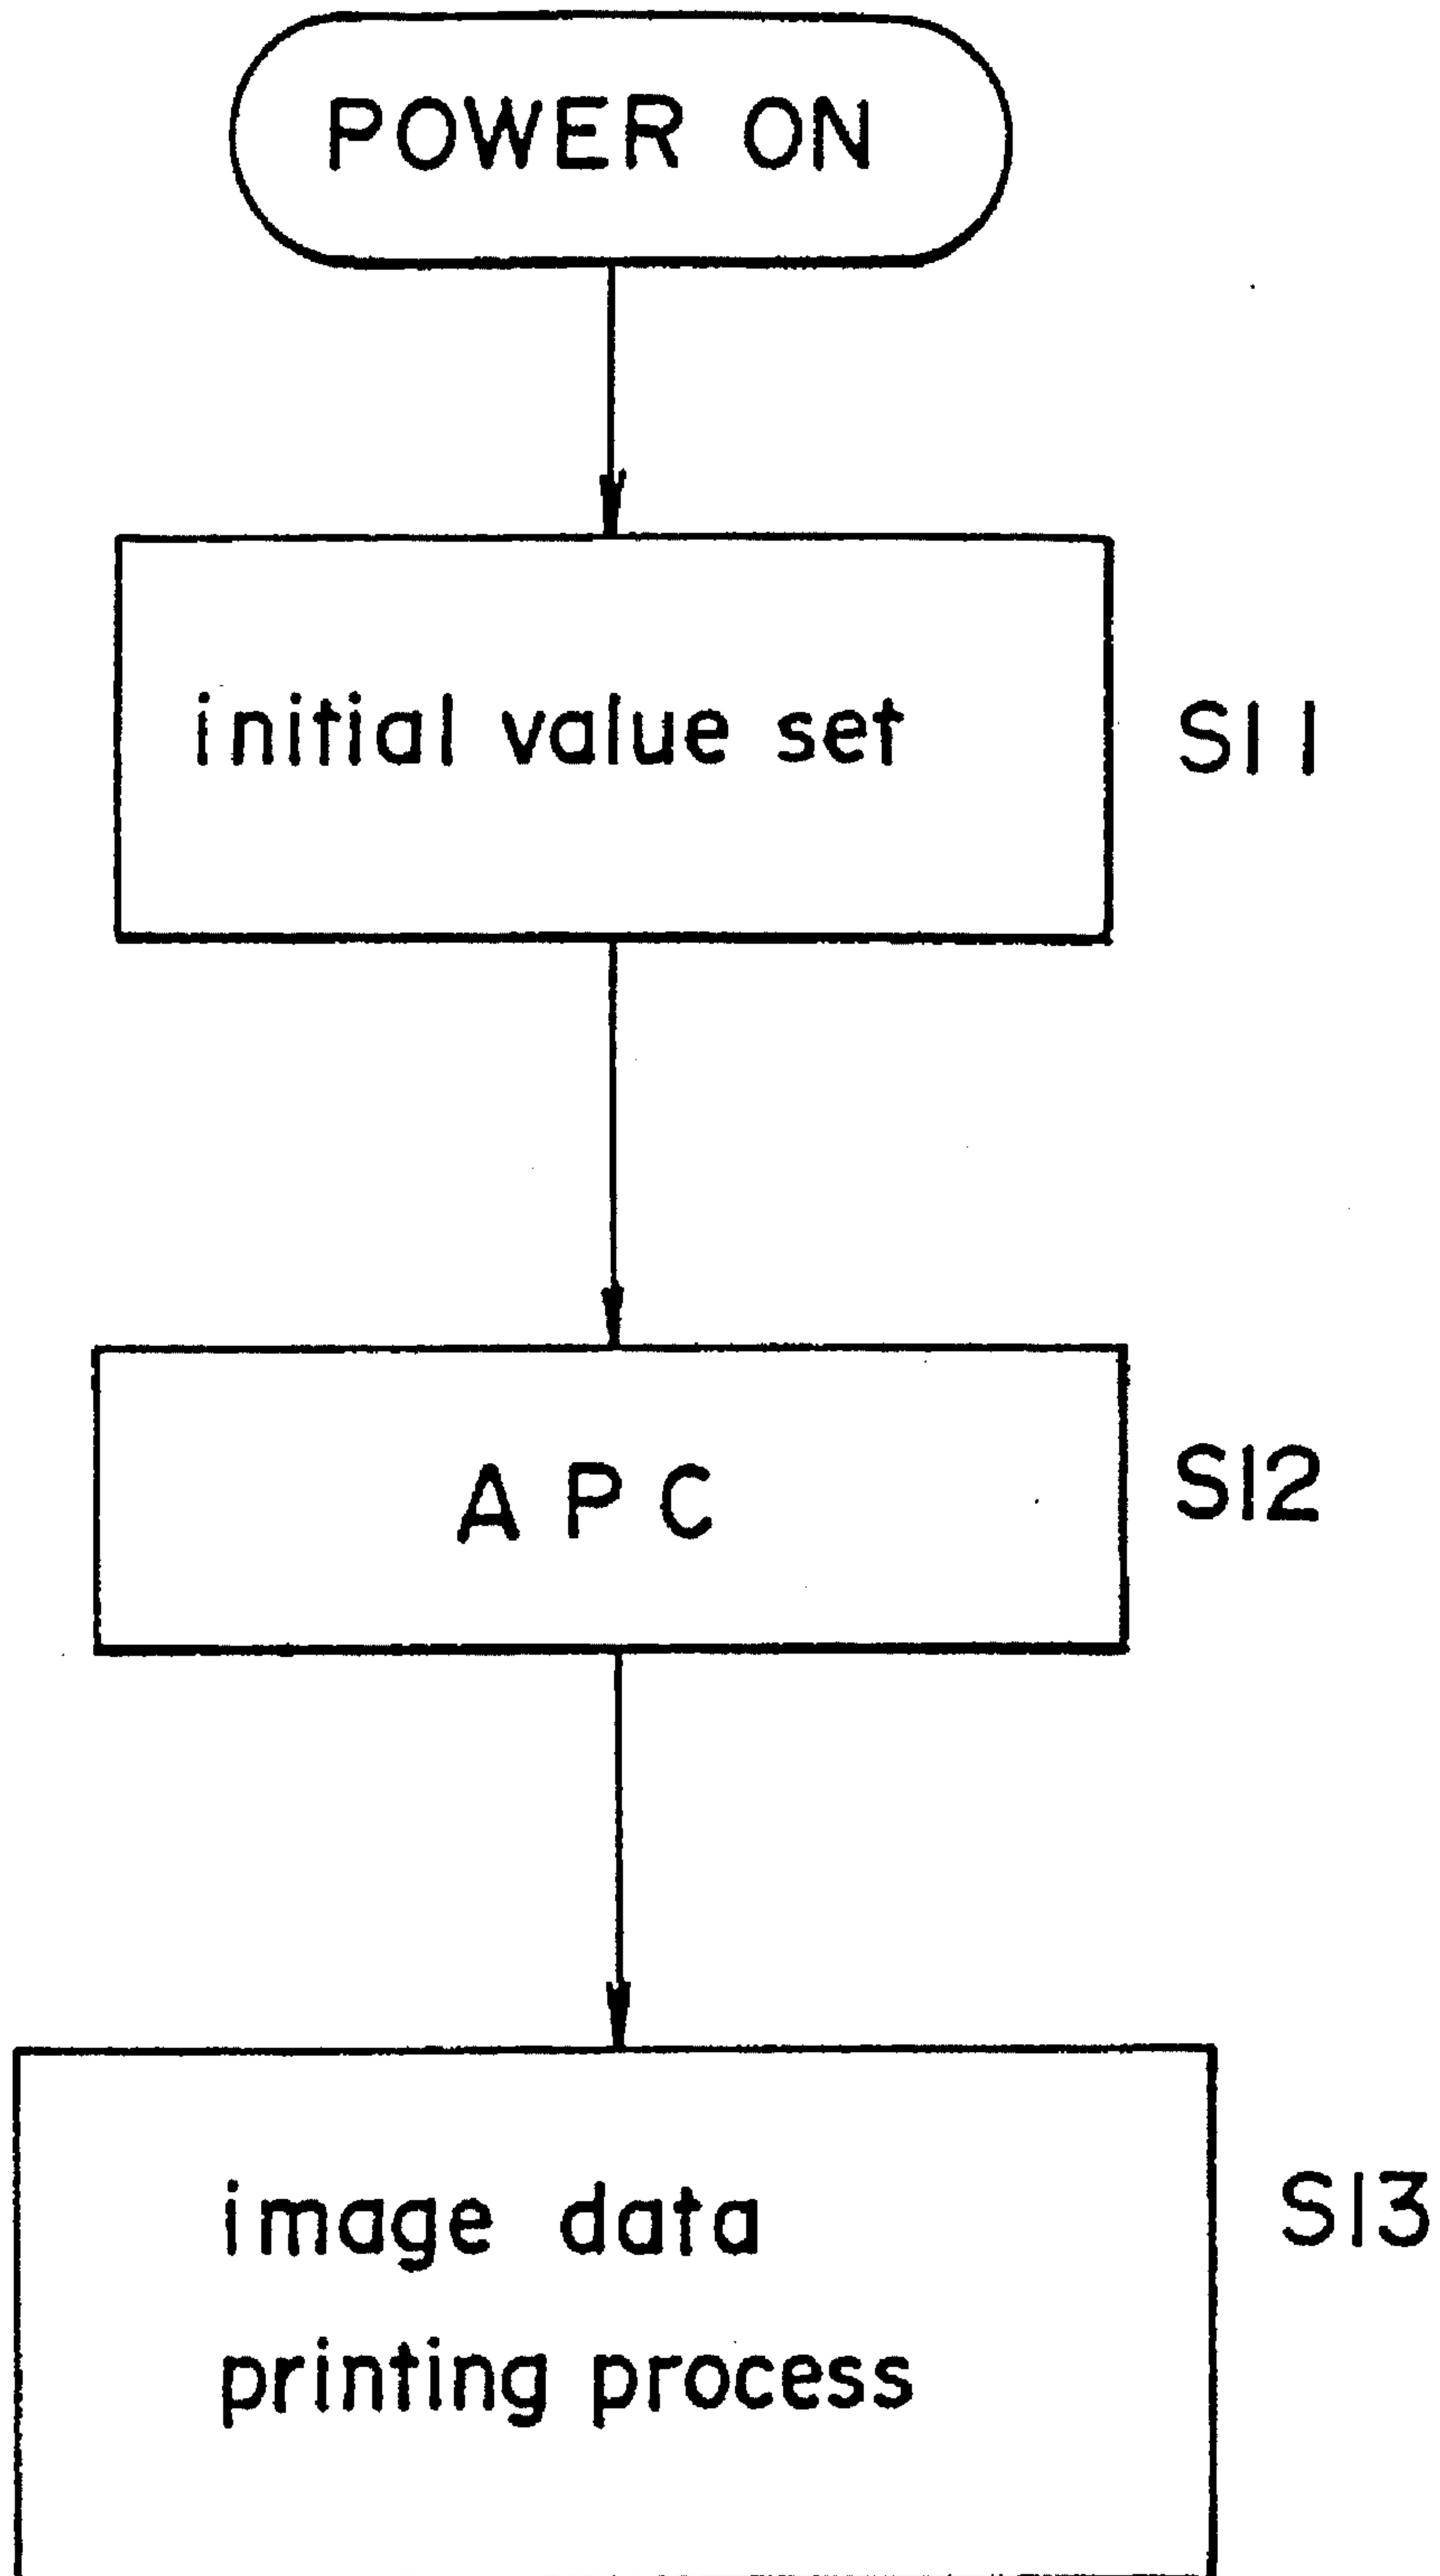 POWER ON
initial value set
S11
APC
S12
image data
S13
printing process